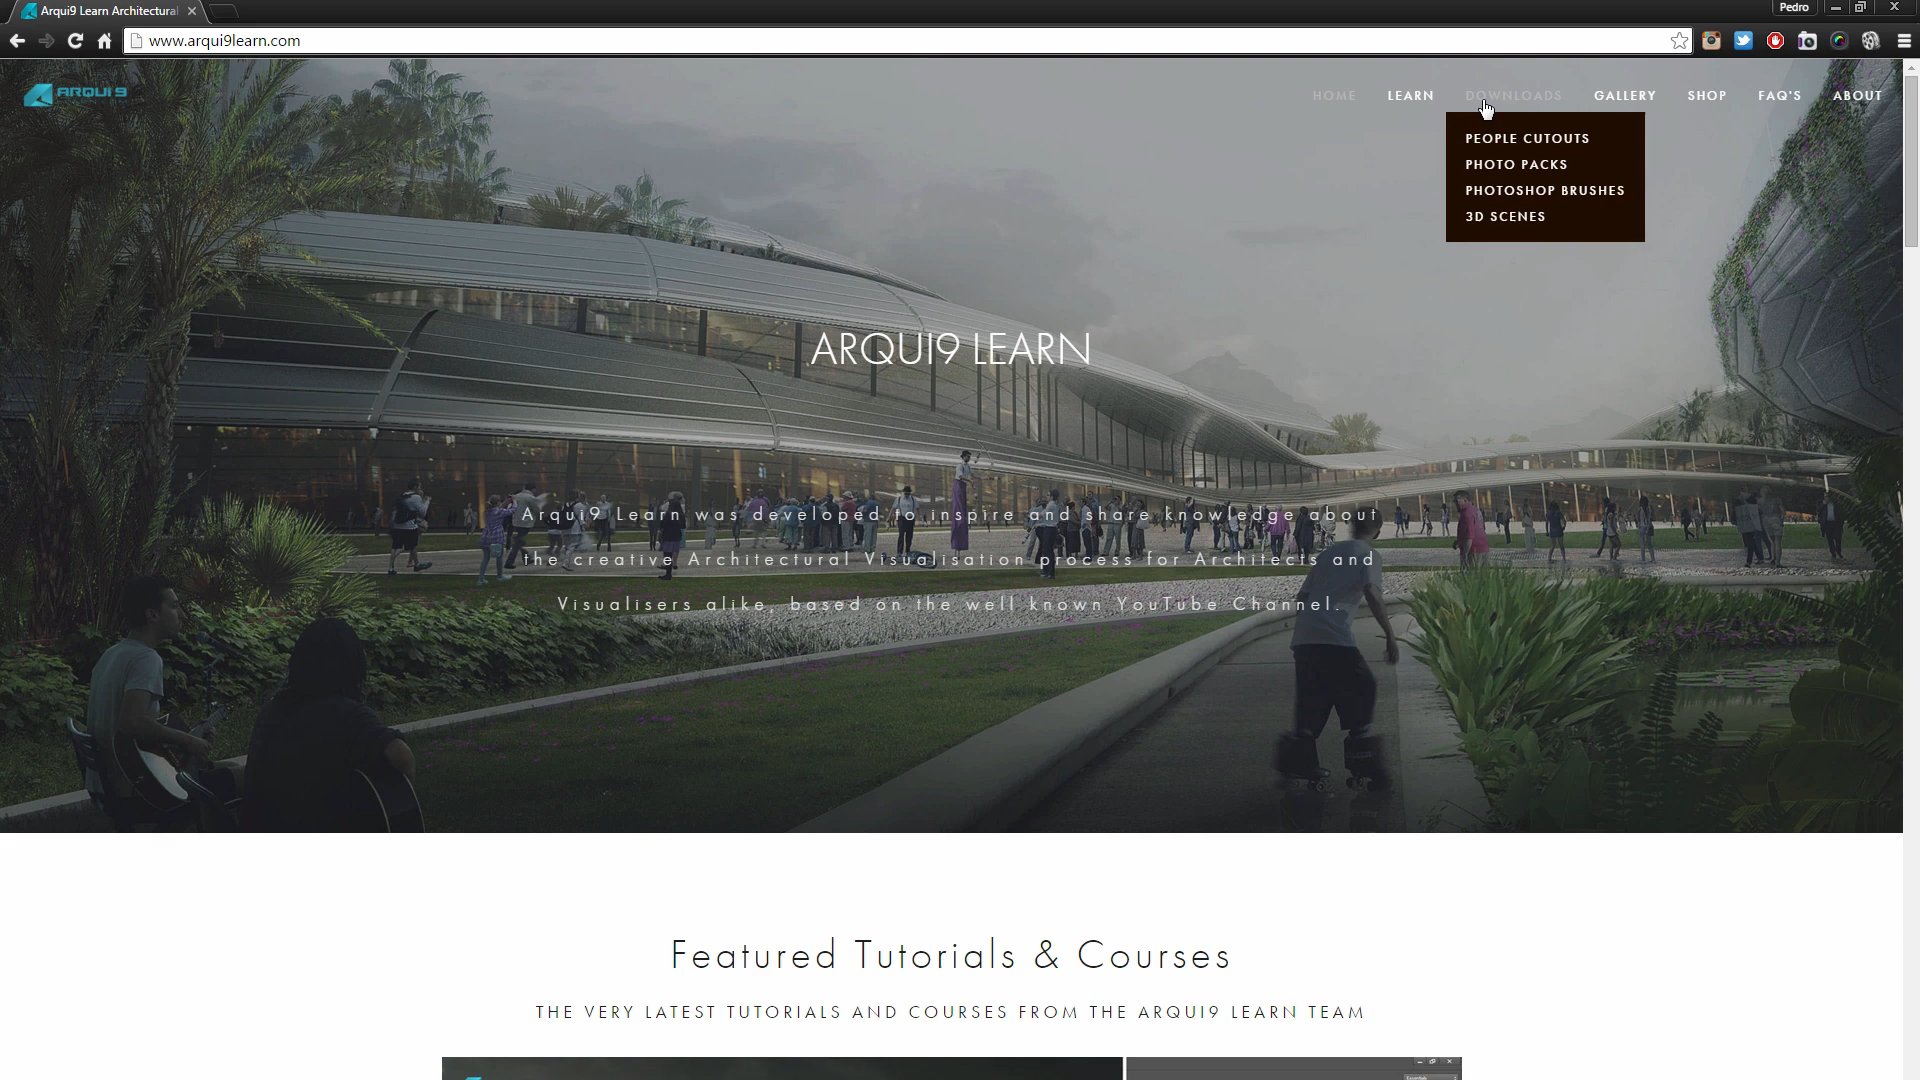 Arqui9 Learn Architectural
Pedro
www.arqui9learn.com
ARQUI9
HOME LEARN DOWNLOADS GALLERY SHOP FAQ'S ABOUT
PEOPLE CUTOUTS
PHOTO PACKS
PHOTOSHOP BRUSHES
3D SCENES
ARQUI9 LEARN
Arqui9 Learn was developed to inspire and share knowledge about
the creative Architectural Visualisation process for Architects and
Visualisers alike, based on the well known YouTube Channel.
Featured Tutorials & Courses
THE VERY LATEST TUTORIALS AND COURSES FROM THE ARQUI9 LEARN TEAM